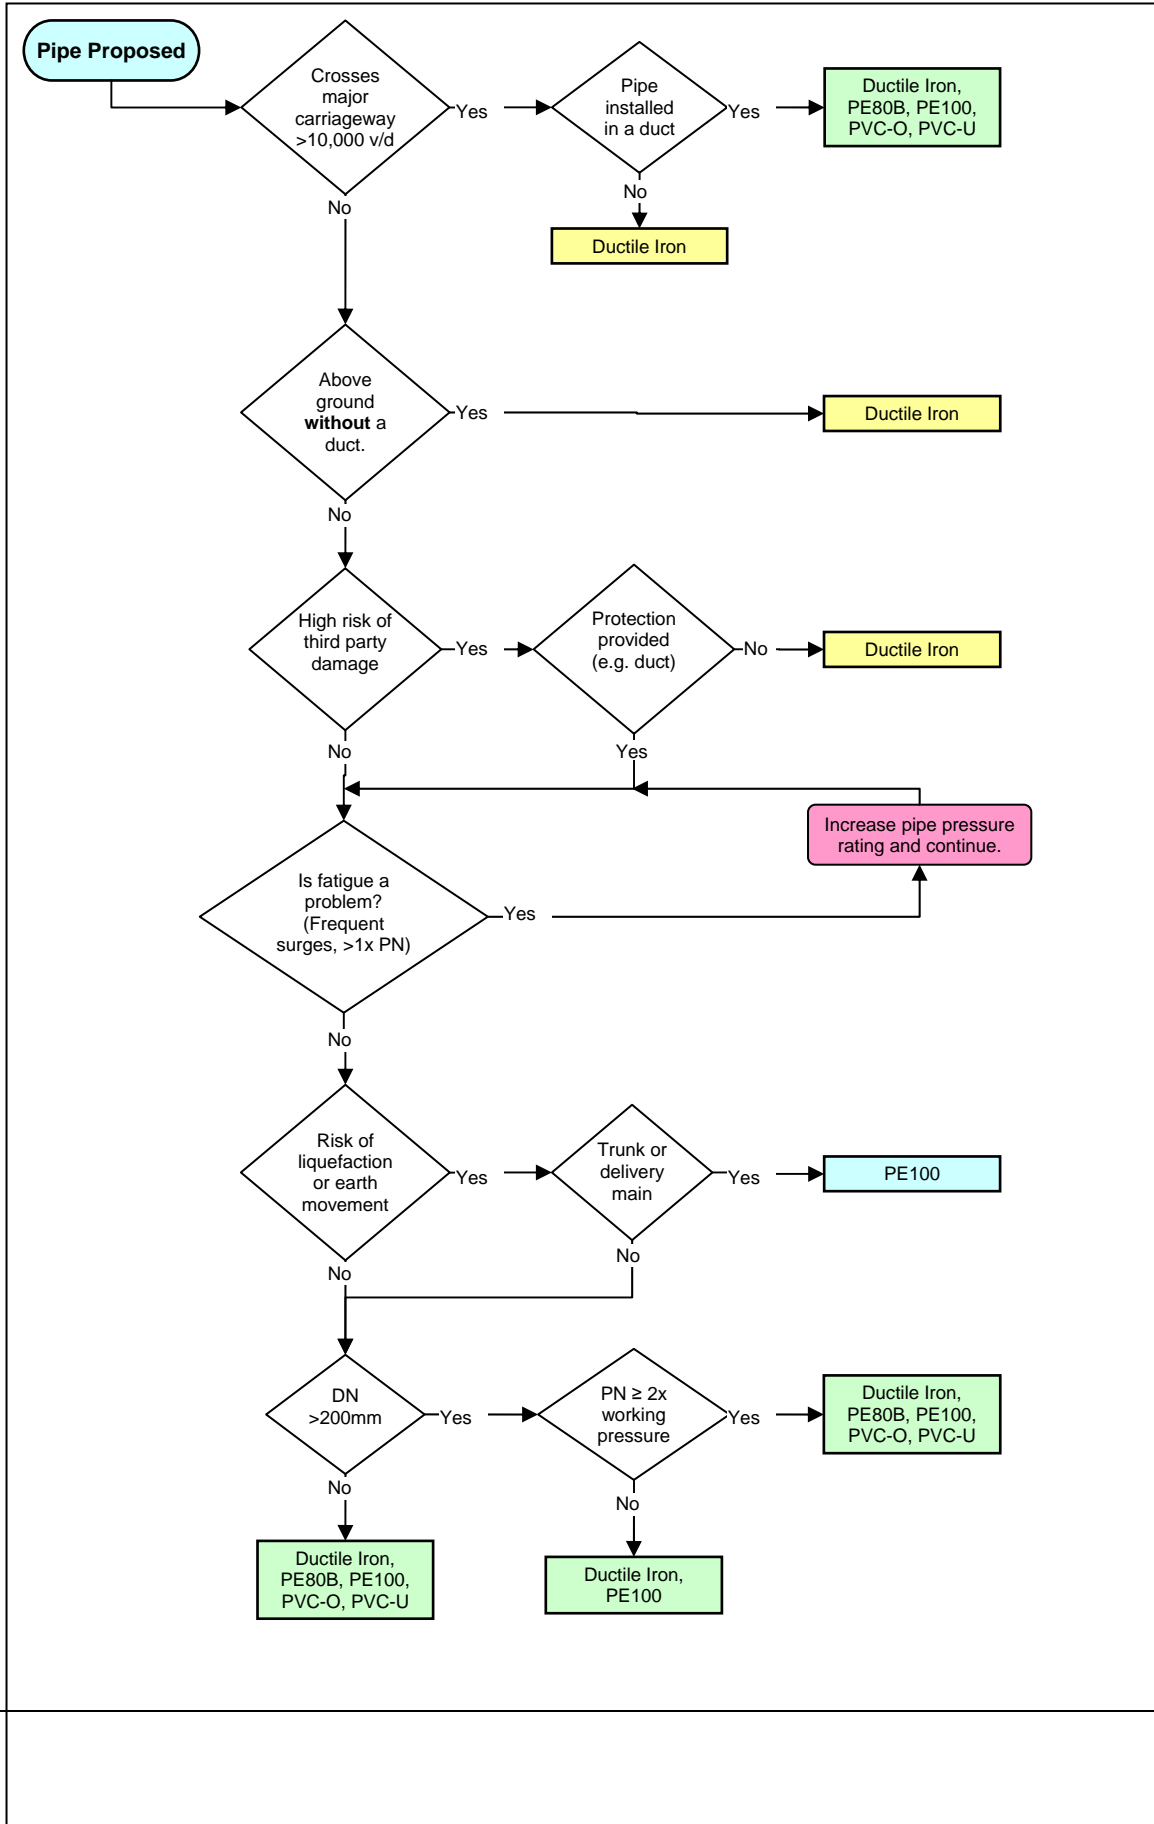 Pipe Proposed
Crosses
major
carriageway
>10,000 v/d
Yes
Pipe
installed
in a duct
Yes
Ductile Iron,
PE80B, PE100,
PVC-O, PVC-U
No
Ductile Iron
No
Above
ground
without a
duct.
Yes
Ductile Iron
No
High risk of
third party
damage
Yes
Protection
provided
(e.g. duct)
No
Ductile Iron
No
Yes
Increase pipe pressure
rating and continue.
Is fatigue a
problem?
(Frequent
surges, >1x PN)
Yes
No
Risk of
liquefaction
or earth
movement
Yes
Trunk or
delivery
main
Yes
PE100
No
No
DN
>200mm
Yes
PN ≥ 2x
working
pressure
Yes
Ductile Iron,
PE80B, PE100,
PVC-O, PVC-U
No
No
Ductile Iron,
PE80B, PE100,
PVC-O, PVC-U
Ductile Iron,
PE100